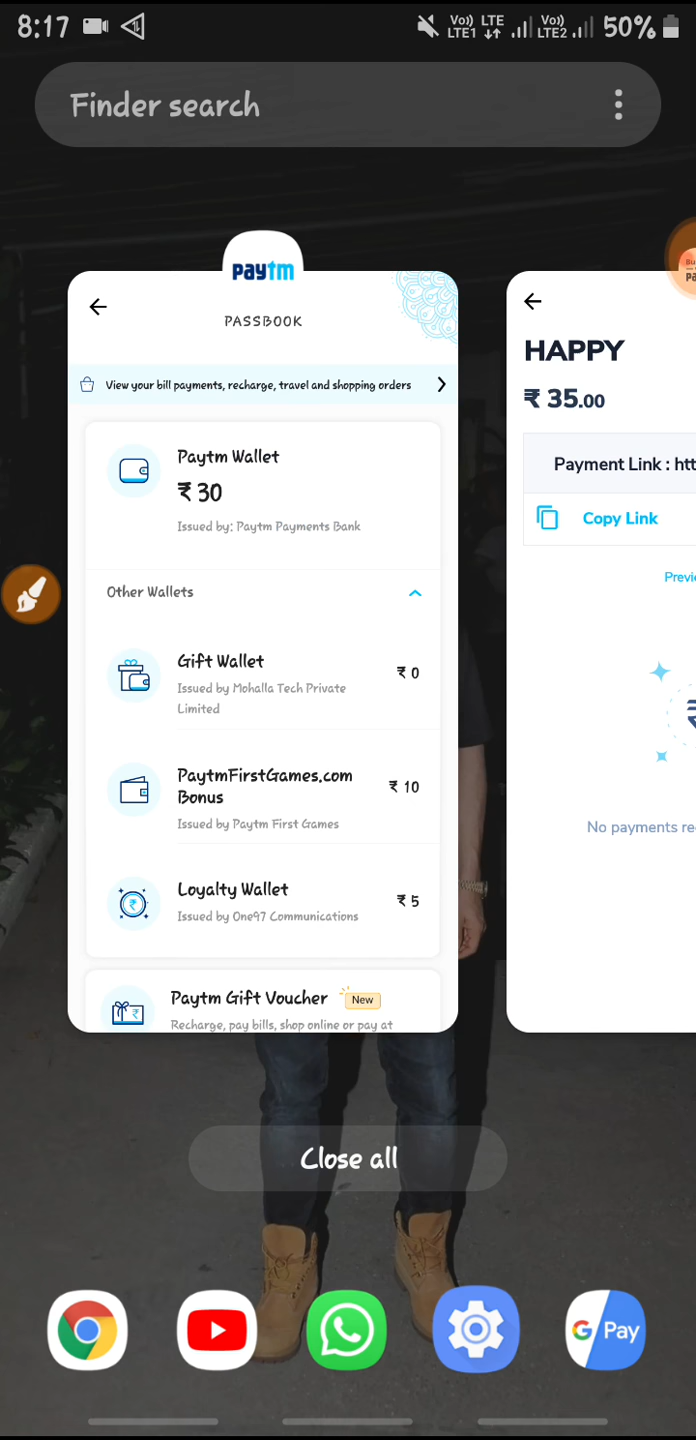 8:17 Vo)) LTE LTE1 Vo)) LTE2 50%
Finder search
paytm
PASSBOOK
View your bill payments, recharge, travel and shopping orders
Paytm Wallet
₹ 30
Issued by: Paytm Payments Bank
Other Wallets
Gift Wallet
₹ 0
Issued by Mohalla Tech Private
Limited
PaytmFirstGames.com
Bonus
₹ 10
Issued by Paytm First Games
Loyalty Wallet
₹ 5
Issued by One97 Communications
Paytm Gift Voucher New
Recharge, pay bills, shop online or pay at
HAPPY
₹ 35.00
Payment Link : htt
Copy Link
Previe
₹
No payments re
Close all
G Pay